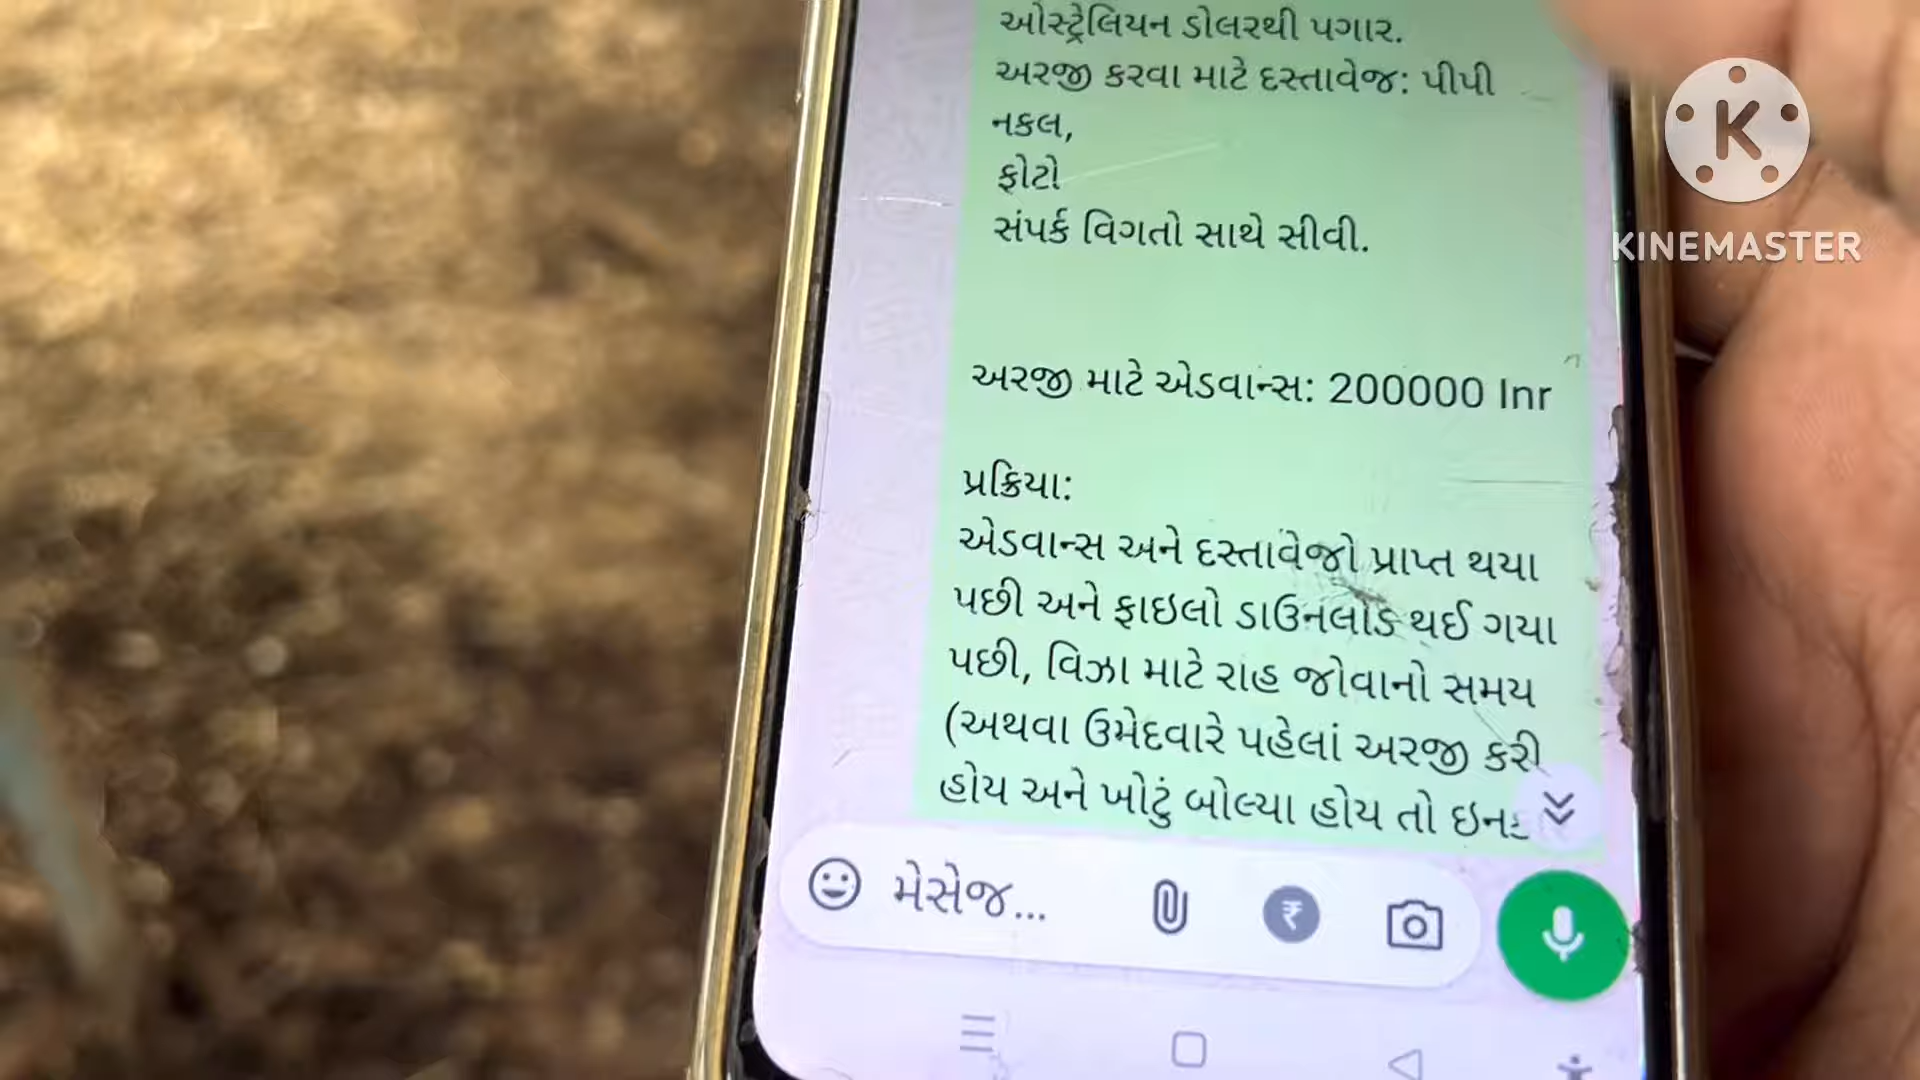 ઓસ્ટ્રેલિયન ડોલરથી પગાર.
અરજી કરવા માટે દસ્તાવેજ: પીપી
નકલ,
ફોટો
સંપર્ક વિગતો સાથે સીવી.
અરજી માટે એડવાન્સ: 200000 Inr
પ્રક્રિયા:
એડવાન્સ અને દસ્તાવેજો પ્રાપ્ત થયા
પછી અને ફાઇલો ડાઉનલોડ થઈ ગયા
પછી, વિઝા માટે રાહ જોવાનો સમય
(અથવા ઉમેદવારે પહેલાં અરજી કરી
હોય અને ખોટું બોલ્યા હોય તો
મેસેજ...
₹
K
KINEMASTER